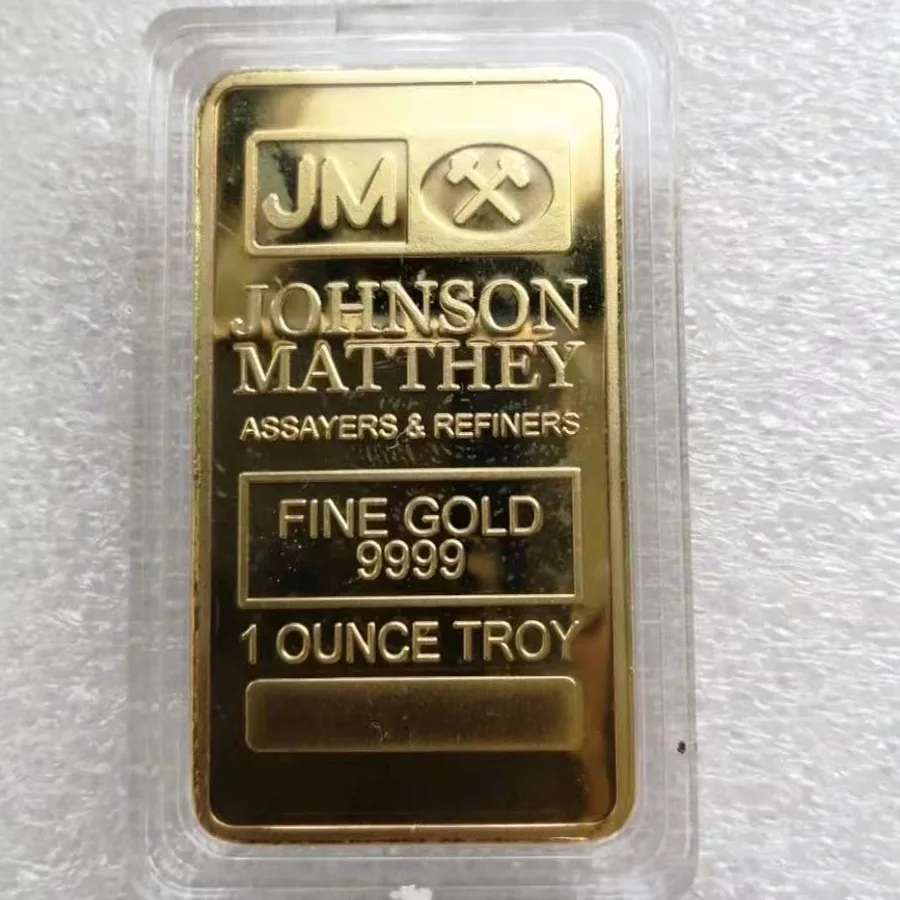 JM
JOHNSON
MATTHEY
ASSAYERS & REFINERS
FINE GOLD
9999
1 OUNCE TROY